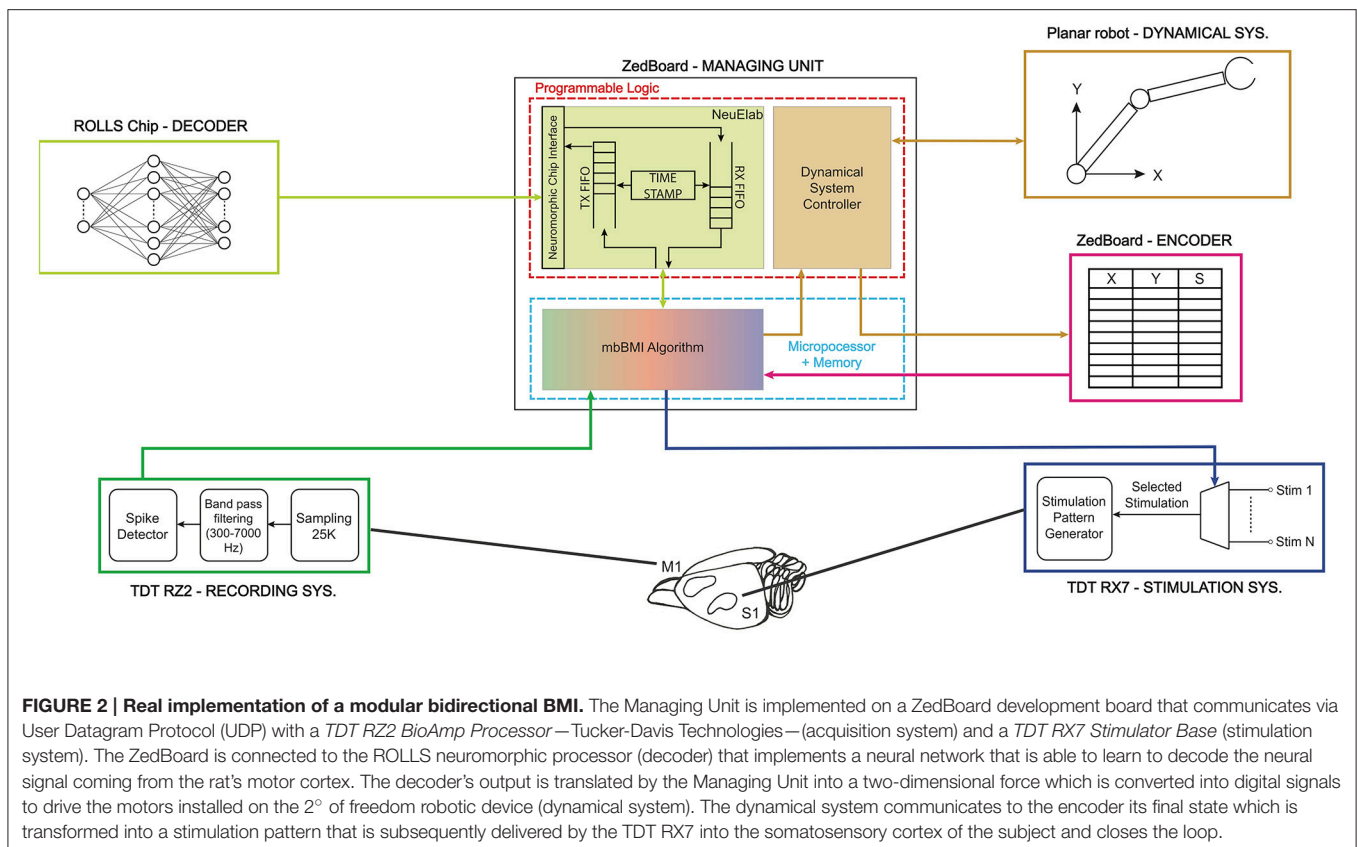 Planar robot - DYNAMICAL SYS.
Y
X
ZedBoard - MANAGING UNIT
Programmable Logic
NeuElab
Neuromorphic Chip Interface
TX FIFO
TIME
STAMP
RX FIFO
Dynamical
System
Controller
ROLLS Chip - DECODER
ZedBoard - ENCODER
X Y S
mbBMI Algorithm
Micropocessor
+ Memory
Spike
Detector
Band pass
filtering
(300-7000
Hz)
Sampling
25K
TDT RZ2 - RECORDING SYS.
M1
S1
Stimulation
Pattern
Generator
Selected
Stimulation
Stim 1
Stim N
TDT RX7 - STIMULATION SYS.
FIGURE 2 | Real implementation of a modular bidirectional BMI. The Managing Unit is implemented on a ZedBoard development board that communicates via
User Datagram Protocol (UDP) with a TDT RZ2 BioAmp Processor—Tucker-Davis Technologies—(acquisition system) and a TDT RX7 Stimulator Base (stimulation
system). The ZedBoard is connected to the ROLLS neuromorphic processor (decoder) that implements a neural network that is able to learn to decode the neural
signal coming from the rat's motor cortex. The decoder's output is translated by the Managing Unit into a two-dimensional force which is converted into digital signals
to drive the motors installed on the 2° of freedom robotic device (dynamical system). The dynamical system communicates to the encoder its final state which is
transformed into a stimulation pattern that is subsequently delivered by the TDT RX7 into the somatosensory cortex of the subject and closes the loop.